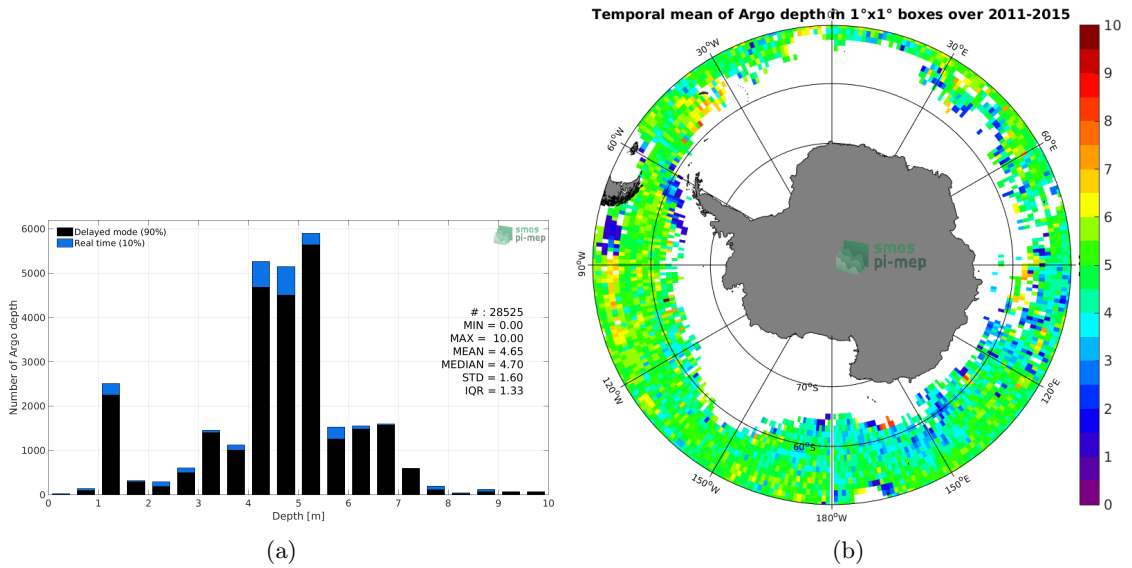 Delayed mode (90%)
Real time (10%)
smos
pi-mep
# : 28525
MIN = 0.00
MAX = 10.00
MEAN = 4.65
MEDIAN = 4.70
STD = 1.60
IQR = 1.33
Number of Argo depth
6000
5000
4000
3000
2000
1000
0
0 1 2 3 4 5 6 7 8 9 10
Depth [m]
(a)
Temporal mean of Argo depth in 1°x1° boxes over 2011-2015
30°W
30°E
60°W
60°E
90°W
120°W
120°E
150°W
150°E
180°W
70°S
60°S
smos
pi-mep
10
9
8
7
6
5
4
3
2
1
0
(b)